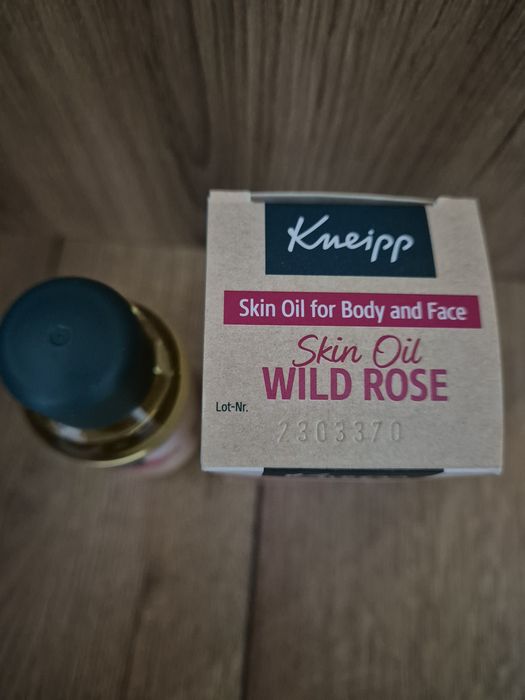 Kneipp
Skin Oil for Body and Face
Skin Oil
WILD ROSE
Lot-Nr.
2303370